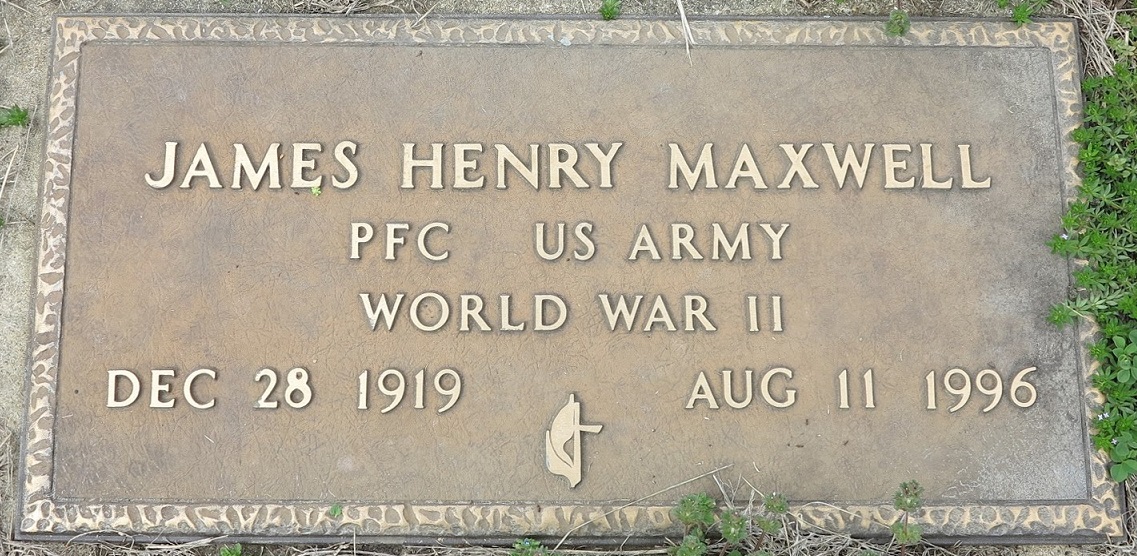 JAMES HENRY MAXWELL
PFC US ARMY
WORLD WAR II
DEC 28 1919 AUG 11 1996